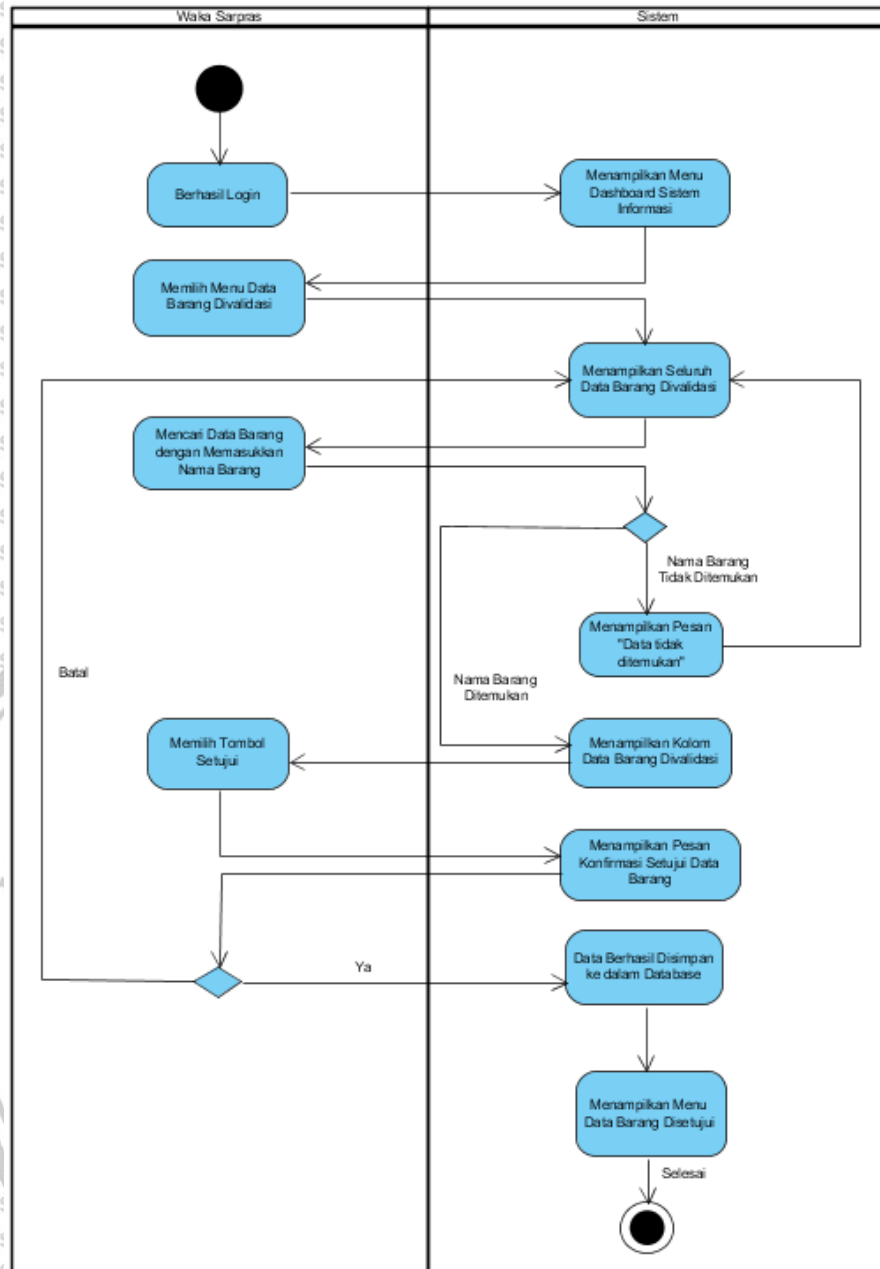 Waka Sarpras
Sistem
Berhasil Login
Menampilkan Menu
Dashboard Sistem
Informasi
Memilih Menu Data
Barang Divalidasi
Menampilkan Seluruh
Data Barang Divalidasi
Mencari Data Barang
dengan Memasukkan
Nama Barang
Nama Barang
Tidak Ditemukan
Menampilkan Pesan
"Data tidak
ditemukan"
Batal
Nama Barang
Ditemukan
Memilih Tombol
Setujui
Menampilkan Kolom
Data Barang Divalidasi
Menampilkan Pesan
Konfirmasi Setujui Data
Barang
Ya
Data Berhasil Disimpan
ke dalam Database
Menampilkan Menu
Data Barang Disetujui
Selesai